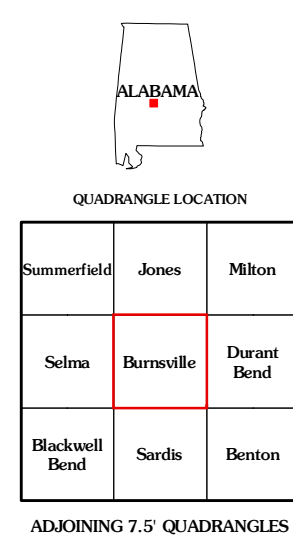 ALABAMA
QUADRANGLE LOCATION
Summerfield Jones Milton
Selma Burnsville Durant
Bend
Blackwell
Bend Sardis Benton
ADJOINING 7.5' QUADRANGLES